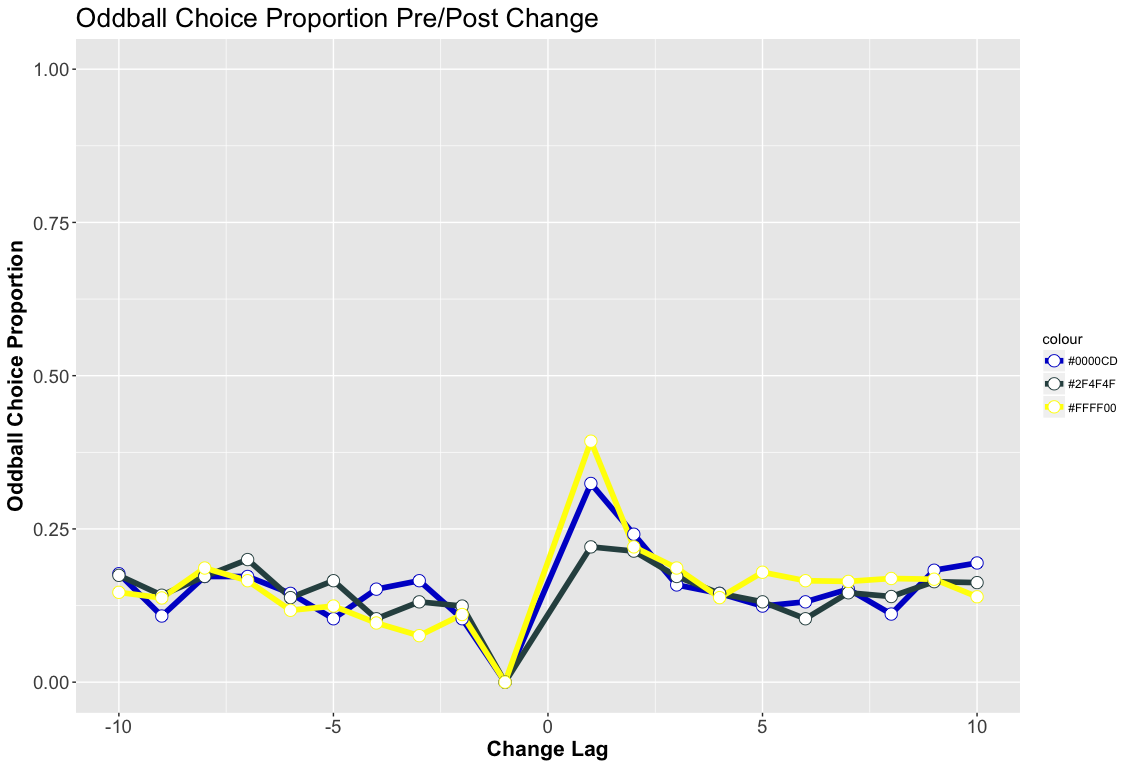 Oddball Choice Proportion Pre/Post Change
1.00
0.75
0.50
0.25
0.00
Oddball Choice Proportion
-10
-5
0
5
10
Change Lag
colour
#0000CD
#2F4F4F
#FFFF00